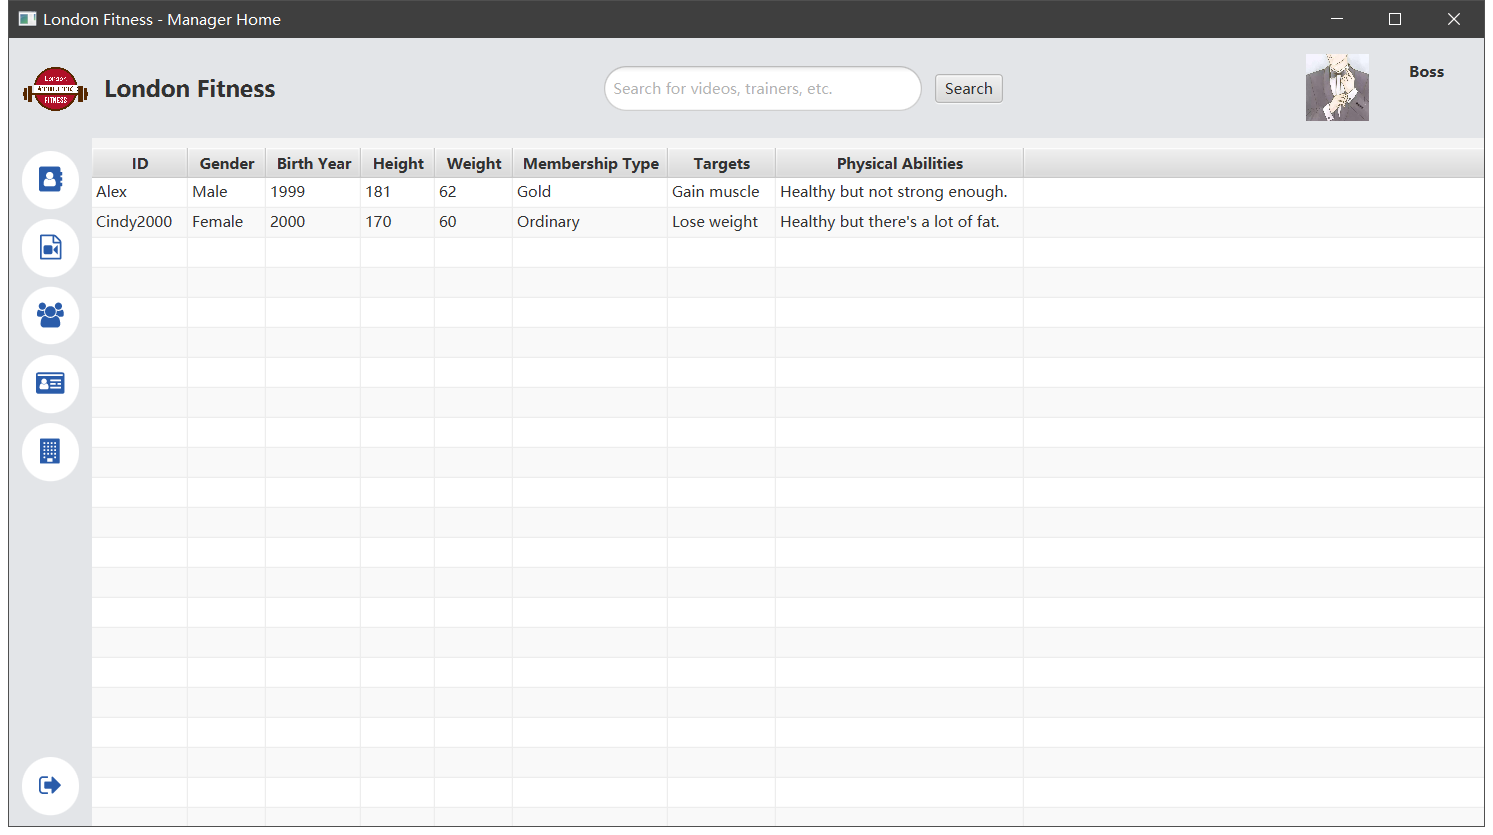 London Fitness - Manager Home
London
FITNESS
London Fitness
Search for videos, trainers, etc.
Search
Boss
ID Gender Birth Year Height Weight Membership Type Targets Physical Abilities
Alex Male 1999 181 62 Gold Gain muscle Healthy but not strong enough.
Cindy2000 Female 2000 170 60 Ordinary Lose weight Healthy but there's a lot of fat.